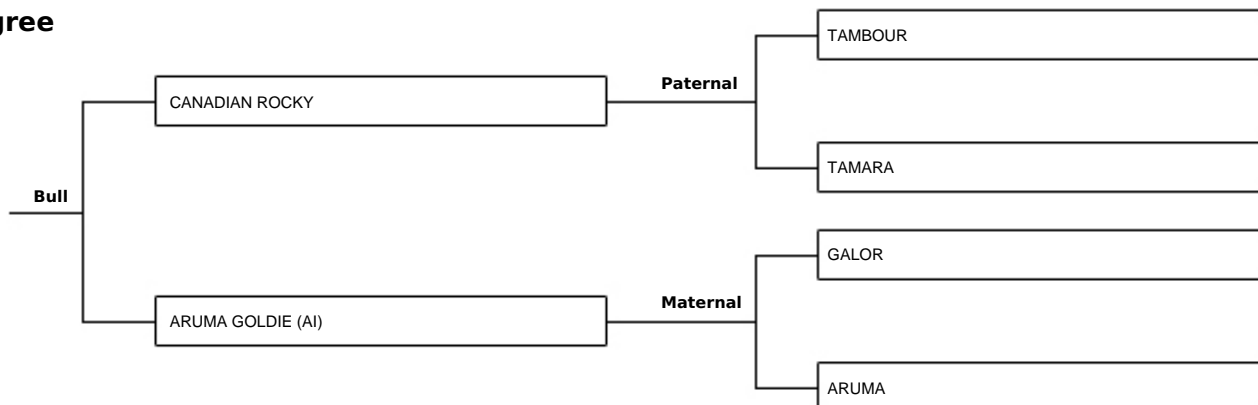 gree
TAMBOUR
Paternal
CANADIAN ROCKY
TAMARA
Bull
GALOR
Maternal
ARUMA GOLDIE (AI)
ARUMA